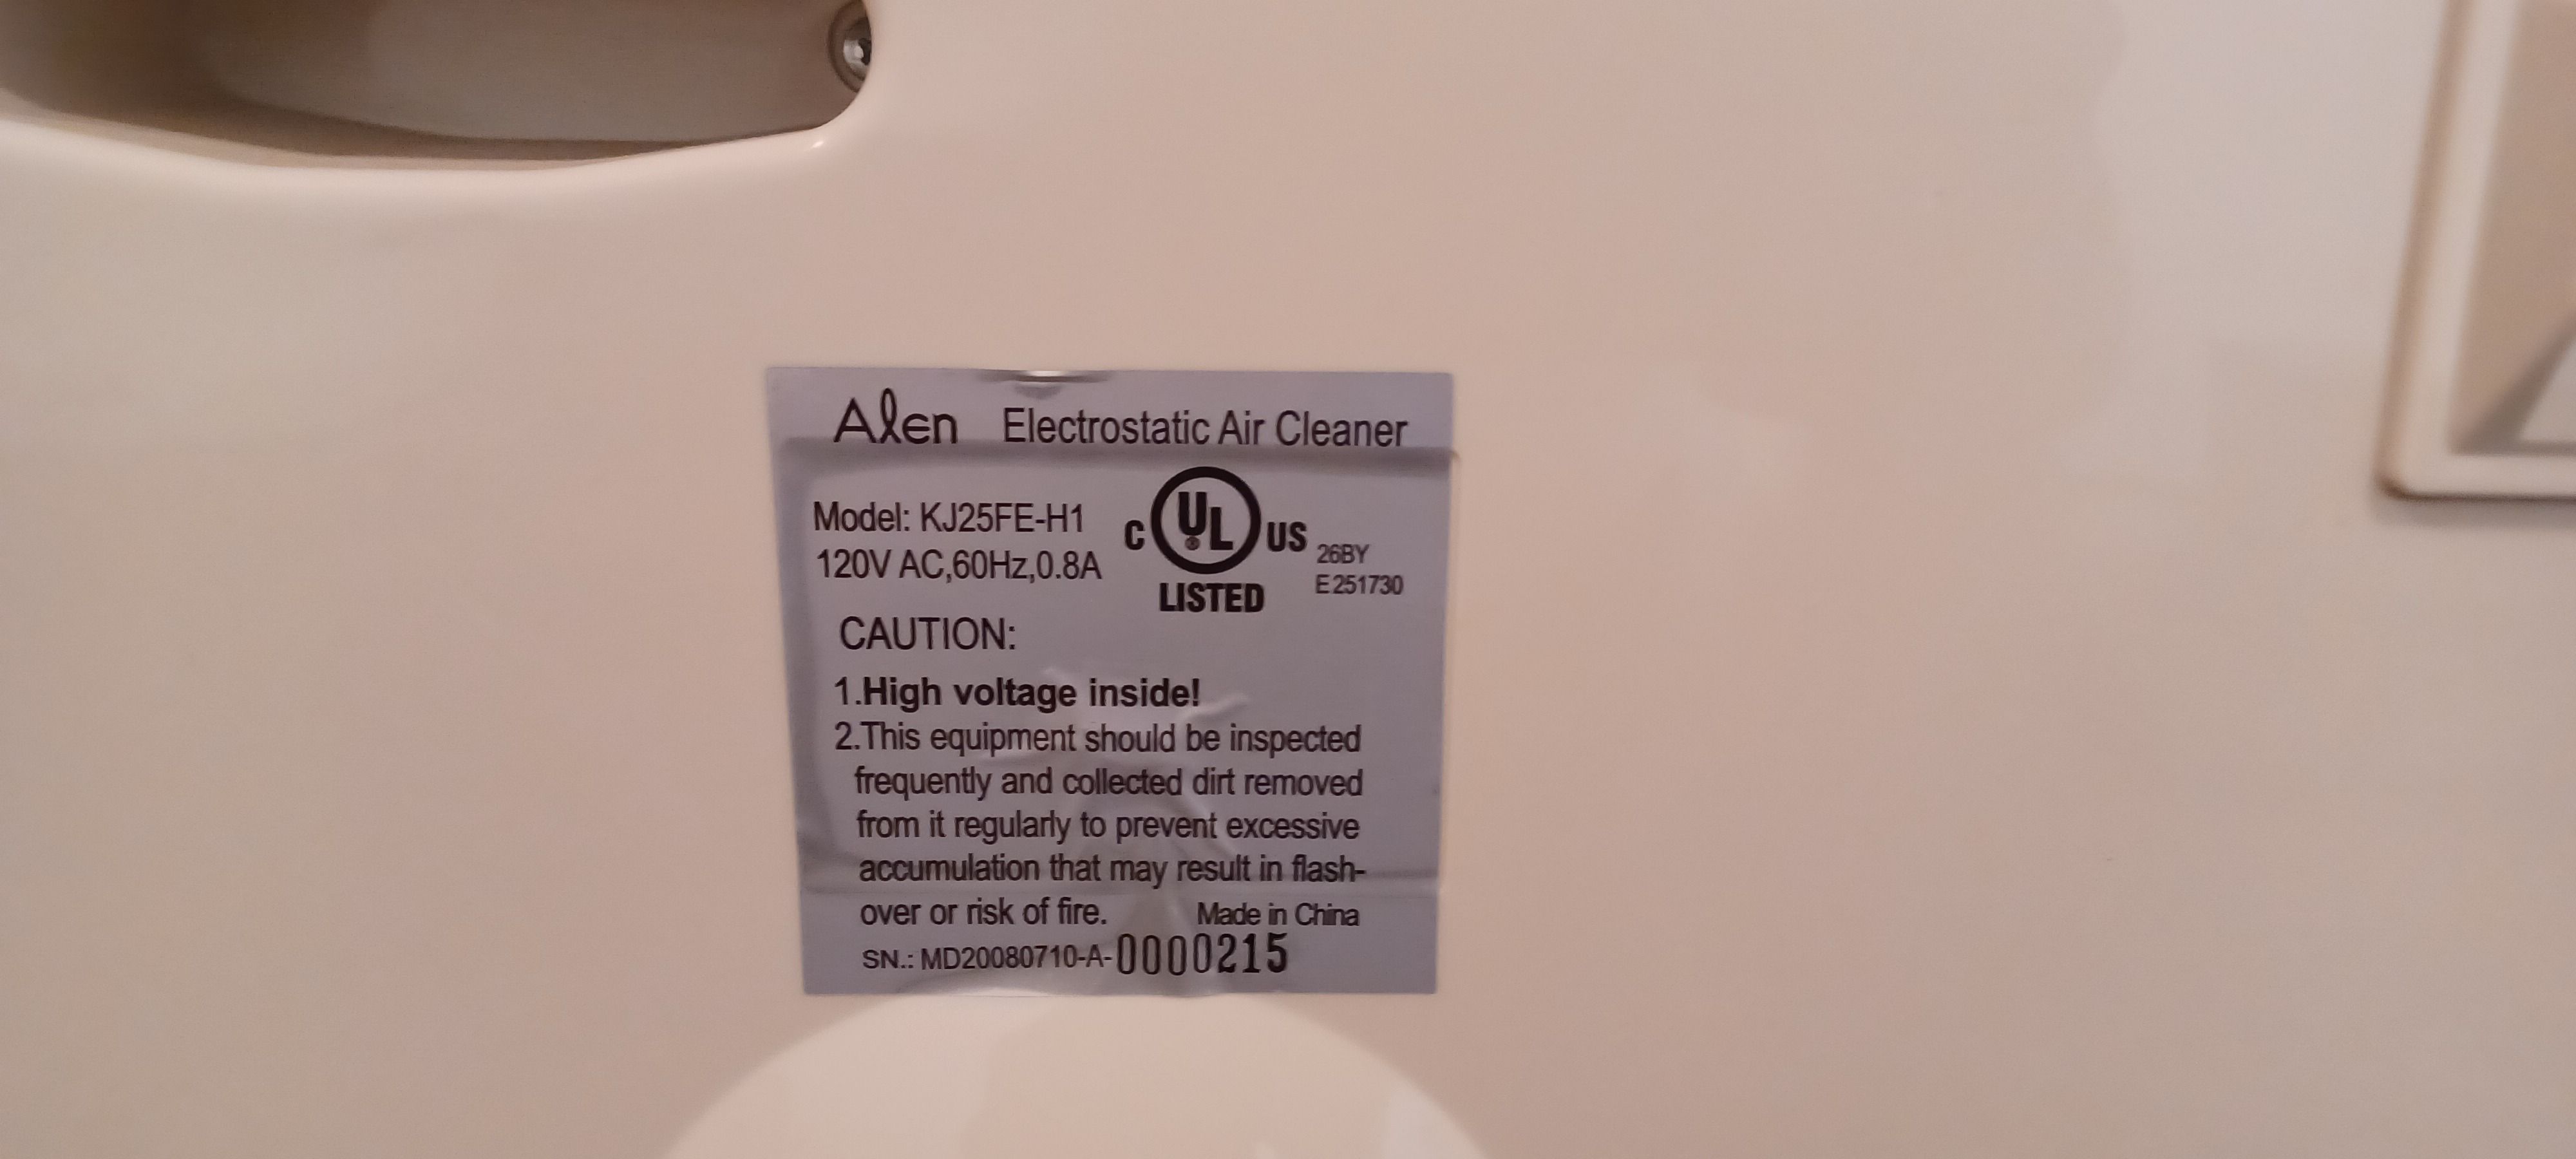 Alen Electrostatic Air Cleaner
Model: KJ25FE-H1
120V AC,60Hz,0.8A
C UL US
LISTED
26BY
E251730
CAUTION:
1.High voltage inside!
2.This equipment should be inspected
frequently and collected dirt removed
from it regularly to prevent excessive
accumulation that may result in flash-
over or risk of fire. Made in China
SN.: MD20080710-A-0000215